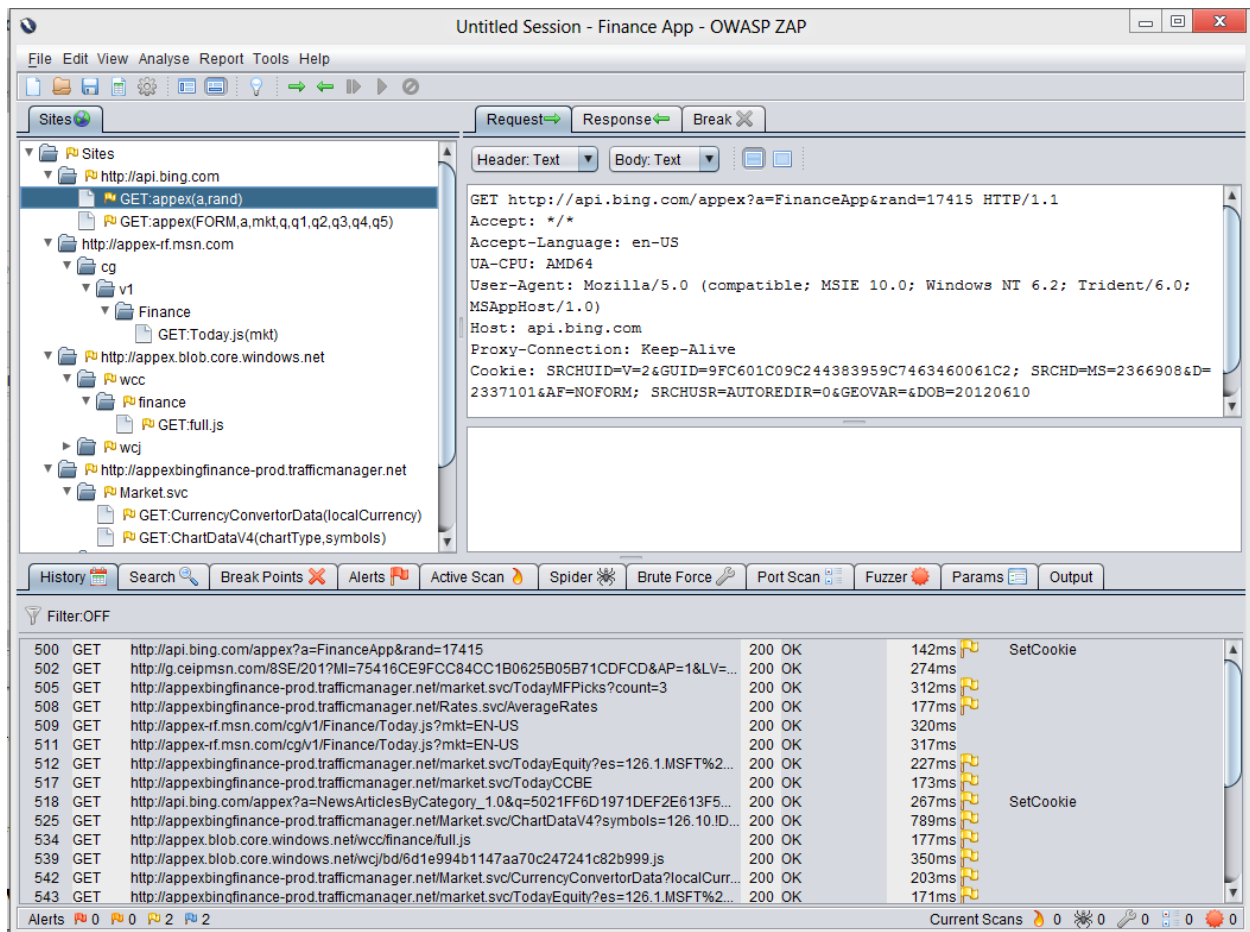 Untitled Session - Finance App - OWASP ZAP
File Edit View Analyse Report Tools Help
Sites
Sites
http://api.bing.com
GET:appex(a,rand)
GET:appex(FORM,a,mkt,q,q1,q2,q3,q4,q5)
http://appex-rf.msn.com
cg
v1
Finance
GET:Today.js(mkt)
http://appex.blob.core.windows.net
wcc
finance
GET:full.js
wcj
http://appexbingfinance-prod.trafficmanager.net
Market.svc
GET:CurrencyConvertorData(localCurrency)
GET:ChartDataV4(chartType,symbols)
Request Response Break
Header: Text Body: Text
GET http://api.bing.com/appex?a=FinanceApp&rand=17415 HTTP/1.1
Accept: */*
Accept-Language: en-US
UA-CPU: AMD64
User-Agent: Mozilla/5.0 (compatible; MSIE 10.0; Windows NT 6.2; Trident/6.0;
MSAppHost/1.0)
Host: api.bing.com
Proxy-Connection: Keep-Alive
Cookie: SRCHUID=V=2&GUID=9FC601C09C244383959C7463460061C2; SRCHD=MS=2366908&D=
2337101&AF=NOFORM; SRCHUSR=AUTOREDIR=0&GEOVAR=&DOB=20120610
History Search Break Points Alerts Active Scan Spider Brute Force Port Scan Fuzzer Params Output
Filter:OFF
500 GET http://api.bing.com/appex?a=FinanceApp&rand=17415 200 OK 142ms SetCookie
502 GET http://g.ceipmsn.com/8SE/201?MI=75416CE9FCC84CC1B0625B05B71CDFCD&AP=1&LV=... 200 OK 274ms
505 GET http://appexbingfinance-prod.trafficmanager.net/market.svc/TodayMFPicks?count=3 200 OK 312ms
508 GET http://appexbingfinance-prod.trafficmanager.net/Rates.svc/AverageRates 200 OK 177ms
509 GET http://appex-rf.msn.com/cg/v1/Finance/Today.js?mkt=EN-US 200 OK 320ms
511 GET http://appex-rf.msn.com/cg/v1/Finance/Today.js?mkt=EN-US 200 OK 317ms
512 GET http://appexbingfinance-prod.trafficmanager.net/market.svc/TodayEquity?es=126.1.MSFT%2... 200 OK 227ms
517 GET http://appexbingfinance-prod.trafficmanager.net/market.svc/TodayCCBE 200 OK 173ms
518 GET http://api.bing.com/appex?a=NewsArticlesByCategory_1.0&q=5021FF6D1971DEF2E613F5... 200 OK 267ms SetCookie
525 GET http://appexbingfinance-prod.trafficmanager.net/Market.svc/ChartDataV4?symbols=126.10.!D... 200 OK 789ms
534 GET http://appex.blob.core.windows.net/wcc/finance/full.js 200 OK 177ms
539 GET http://appex.blob.core.windows.net/wcj/bd/6d1e994b1147aa70c247241c82b999.js 200 OK 350ms
542 GET http://appexbingfinance-prod.trafficmanager.net/Market.svc/CurrencyConvertorData?localCurr... 200 OK 203ms
543 GET http://appexbingfinance-prod.trafficmanager.net/market.svc/TodayEquity?es=126.1.MSFT%2... 200 OK 171ms
Alerts 0 0 2 2 Current Scans 0 0 0 0 0